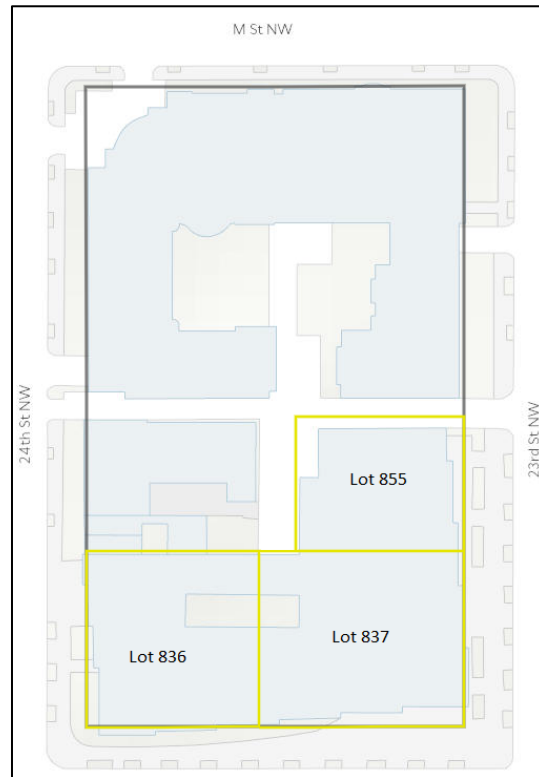 M St NW
24th St NW
23rd St NW
Lot 855
Lot 837
Lot 836